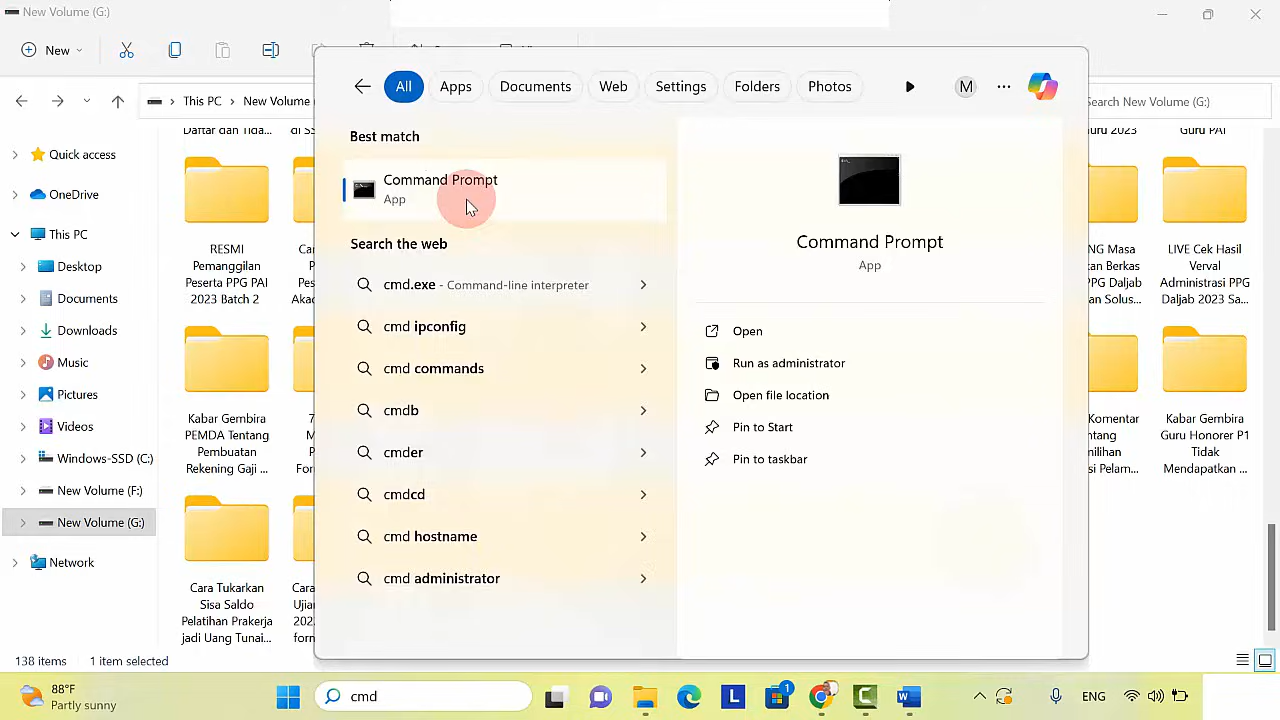 New Volume (G:)
New
This PC
New Volume (
Search New Volume (G:)
Quick access
OneDrive
This PC
Desktop
Documents
Downloads
Music
Pictures
Videos
Windows-SSD (C:)
New Volume (F:)
New Volume (G:)
Network
Daftar dan Tida...
RESMI
Pemanggilan
Peserta PPG PAI
2023 Batch 2
Kabar Gembira
PEMDA Tentang
Pembuatan
Rekening Gaji ...
Cara Tukarkan
Sisa Saldo
Pelatihan Prakerja
jadi Uang Tunai...
All
Apps
Documents
Web
Settings
Folders
Photos
M
Best match
Command Prompt
App
Search the web
cmd.exe - Command-line interpreter
cmd ipconfig
cmd commands
cmdb
cmder
cmdcd
cmd hostname
cmd administrator
Command Prompt
App
Open
Run as administrator
Open file location
Pin to Start
Pin to taskbar
Guru PAI
LIVE Cek Hasil
Verval
Administrasi PPG
Daljab 2023 Sa...
Kabar Gembira
Guru Honorer P1
Tidak
Mendapatkan ...
138 items
1 item selected
88°F
Partly sunny
cmd
1
ENG